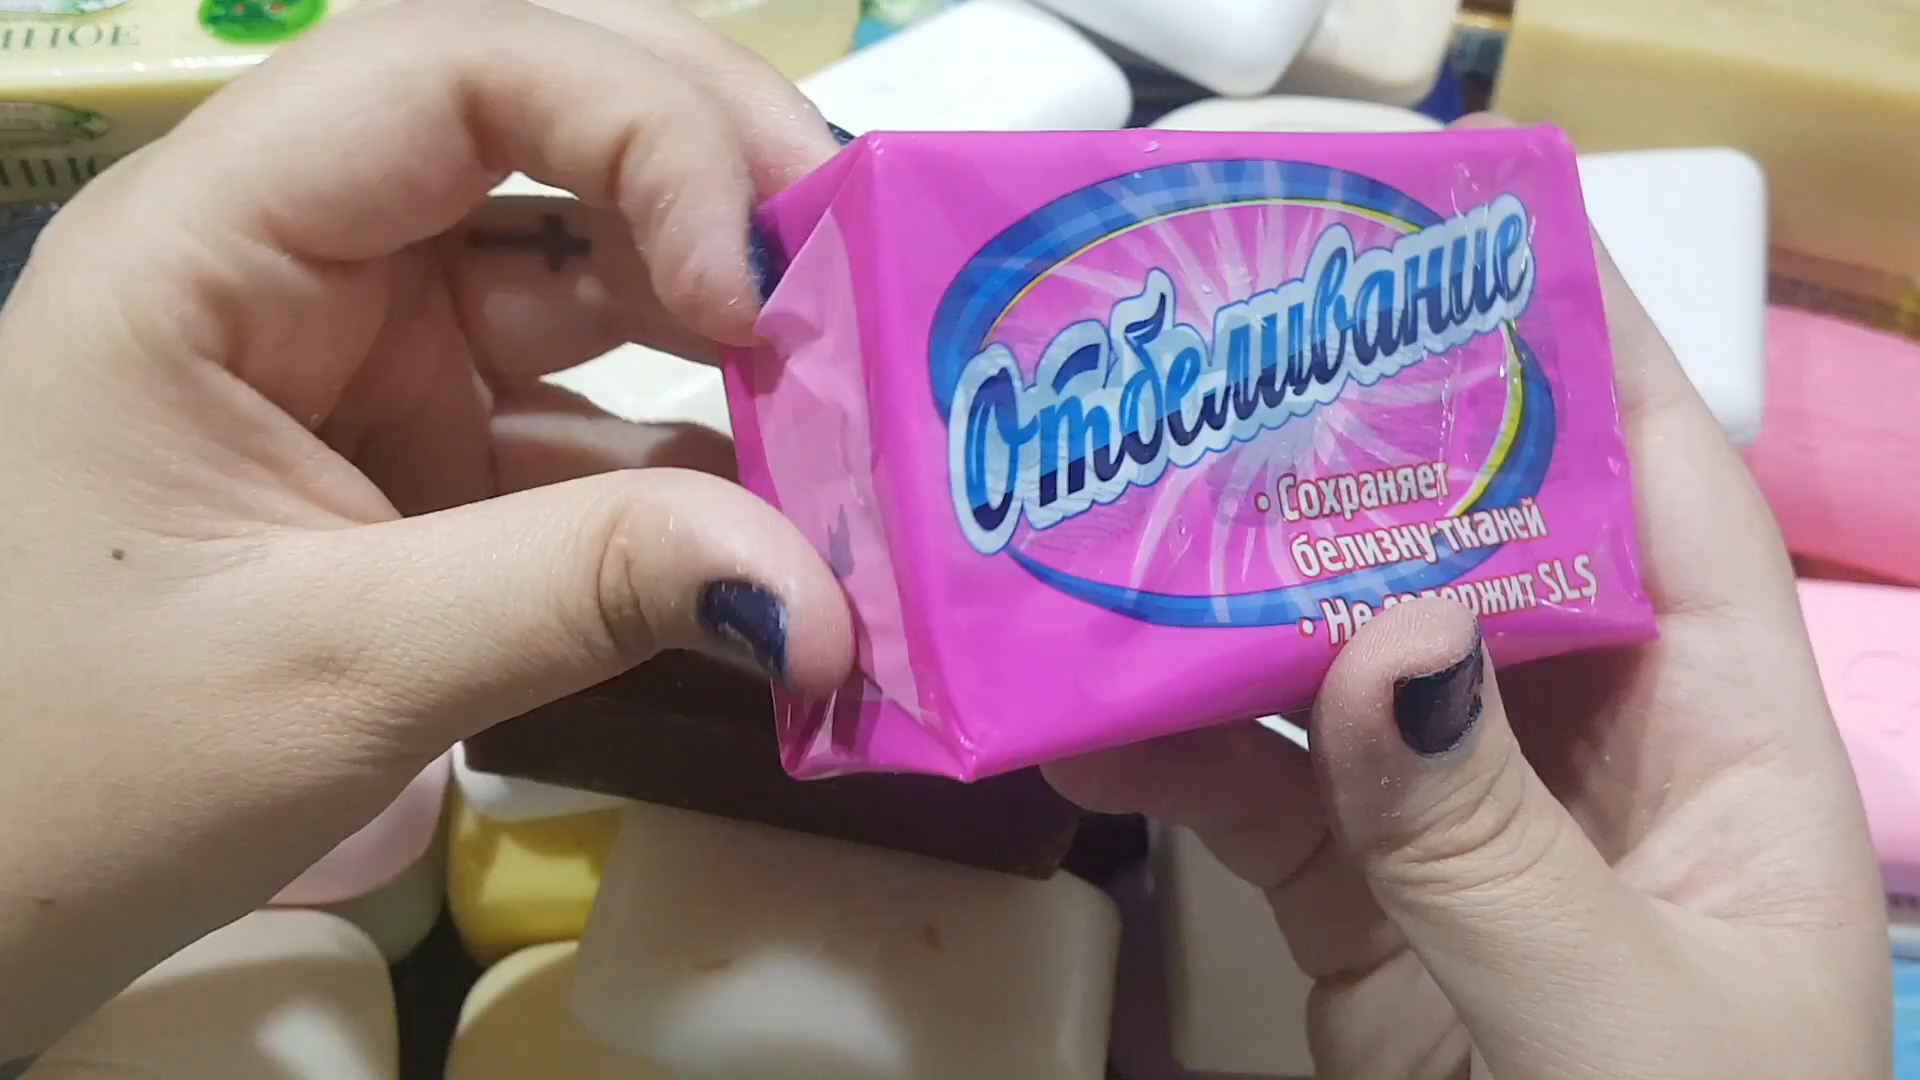 Отбеливание
• Сохраняет
белизну тканей
• Не содержит SLS